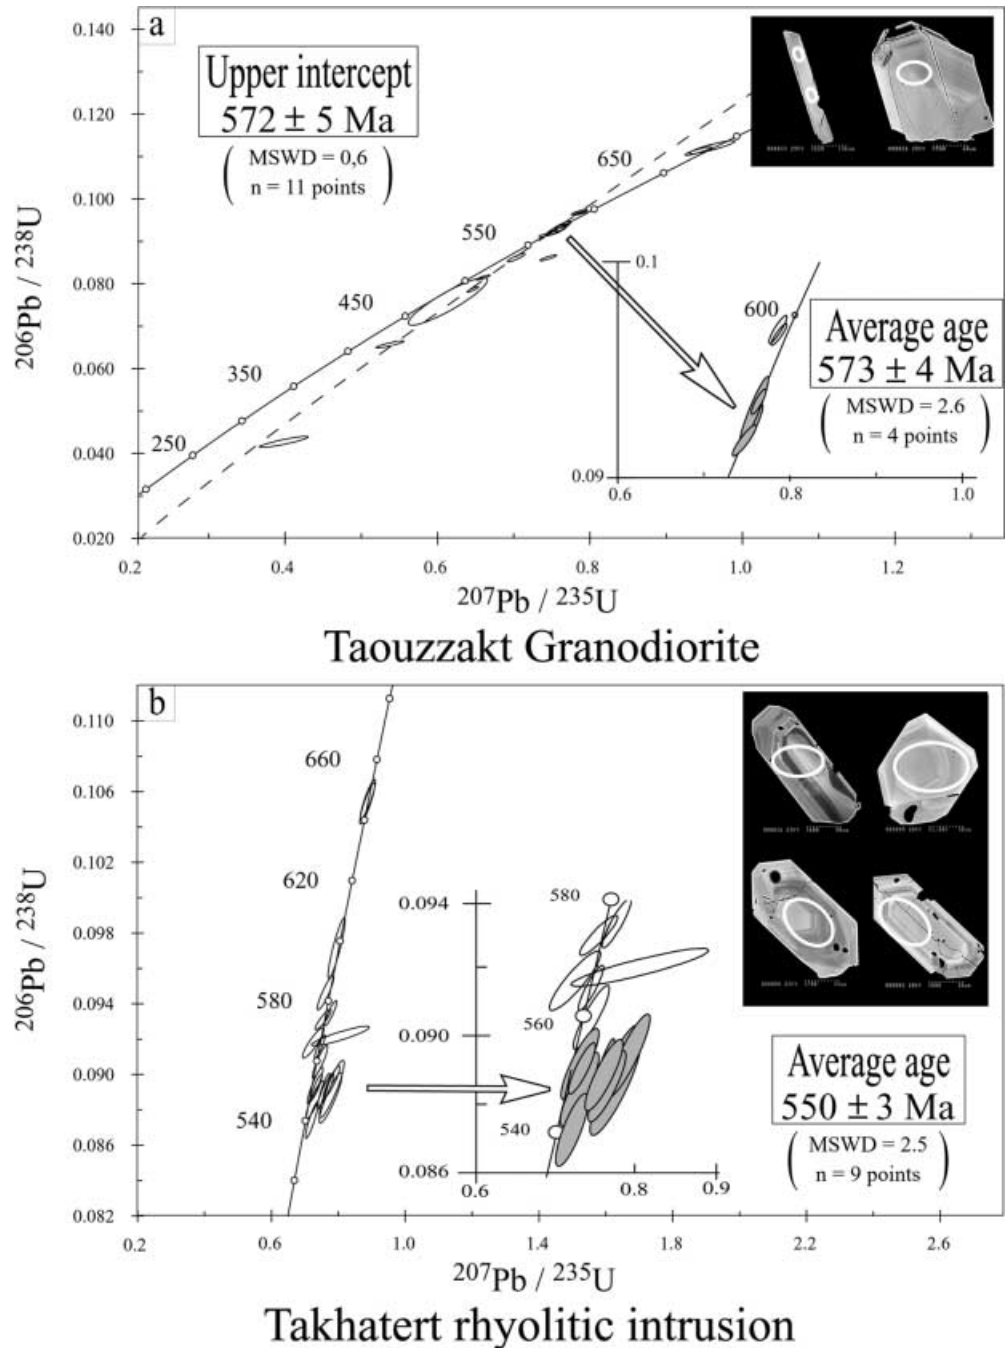 a
0.140
0.120
0.100
0.080
0.060
0.040
0.020
206Pb / 238U
Upper intercept
572 ± 5 Ma
MSWD = 0,6
n = 11 points
650
550
450
350
250
0.1
600
0.09
0.6
0.8
1.0
Average age
573 ± 4 Ma
MSWD = 2.6
n = 4 points
0.2
0.4
0.6
0.8
1.0
1.2
207Pb / 235U
Taouzzakt Granodiorite
b
0.110
0.106
0.102
0.098
0.094
0.090
0.086
0.082
206Pb / 238U
660
620
580
540
0.094
0.090
0.086
580
560
540
0.6
0.8
0.9
Average age
550 ± 3 Ma
MSWD = 2.5
n = 9 points
0.2
0.6
1.0
1.4
1.8
2.2
2.6
207Pb / 235U
Takhatert rhyolitic intrusion